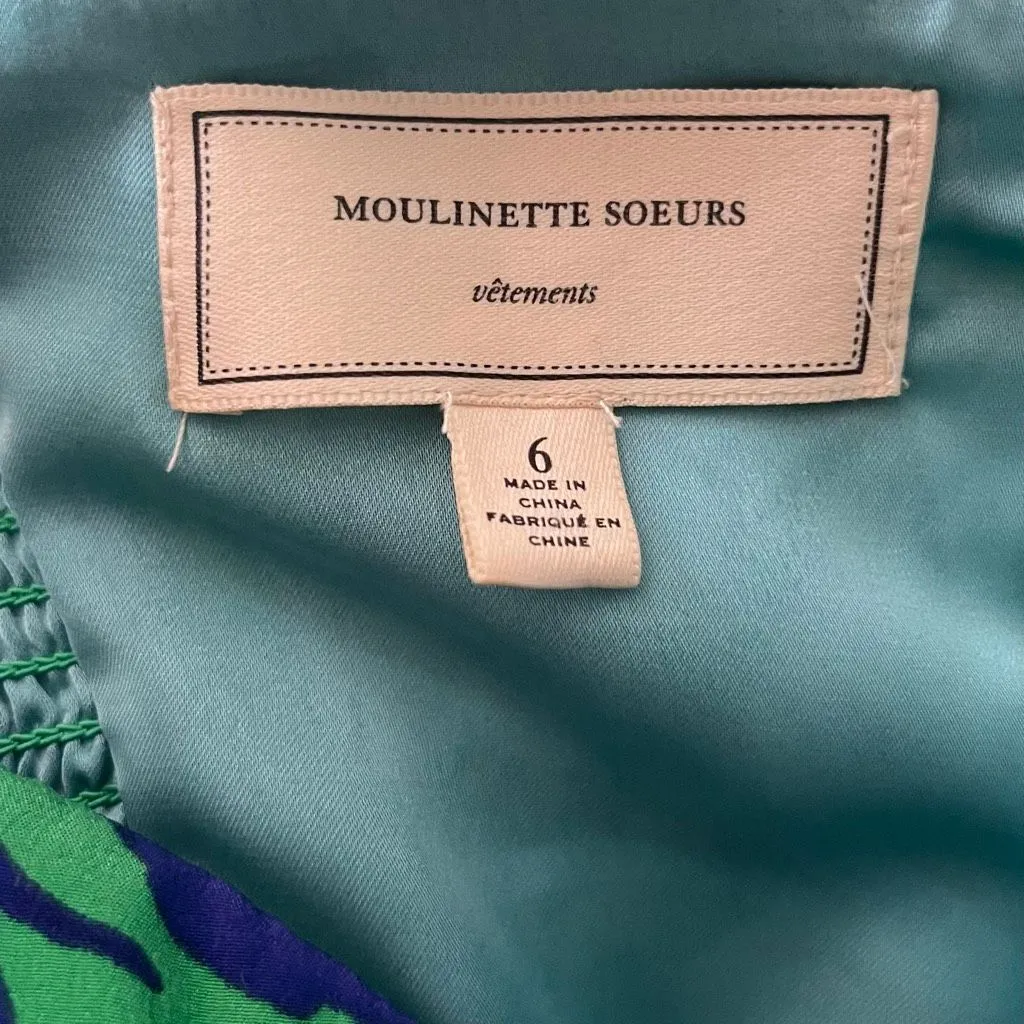 MOULINETTE SOEURS
vêtements
6
MADE IN
CHINA
FABRIQUÉ EN
CHINE